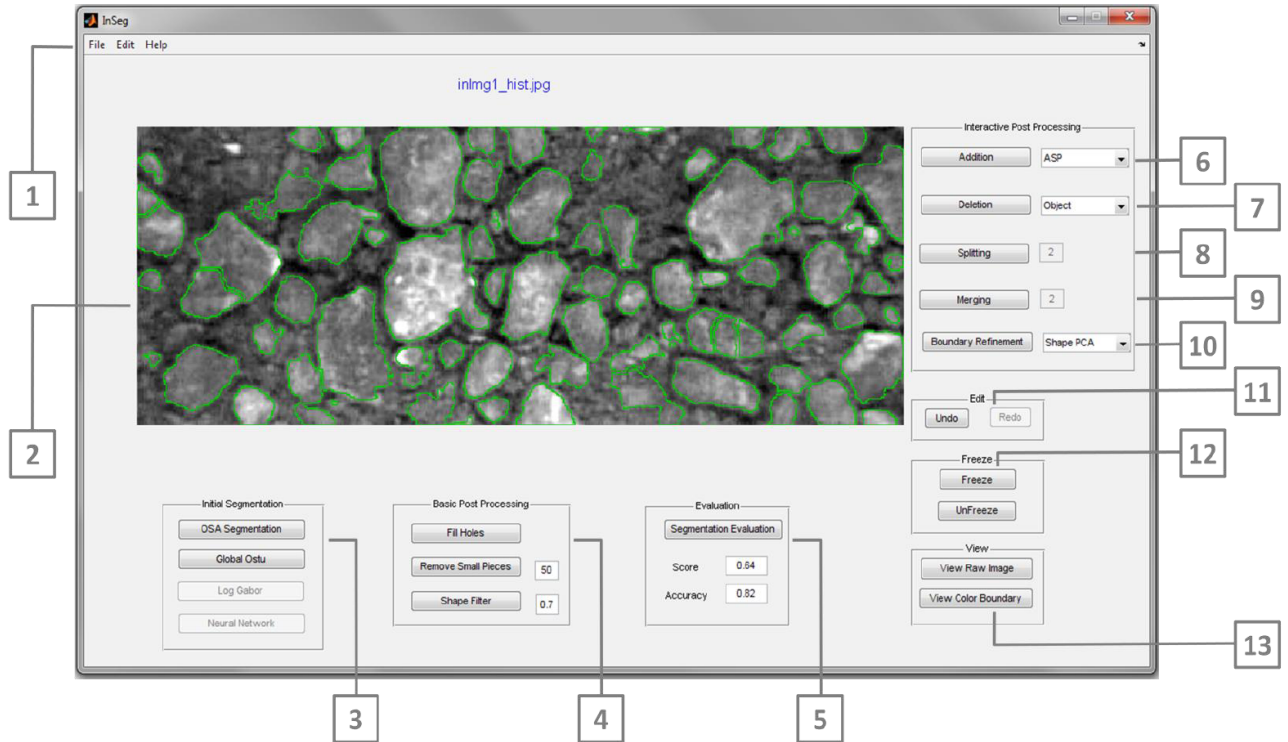 InSeg
File Edit Help
inImg1_hist.jpg
Interactive Post Processing
Addition ASP
Deletion Object
Splitting 2
Merging 2
Boundary Refinement Shape PCA
Edit
Undo Redo
Freeze
Freeze
UnFreeze
View
View Raw Image
View Color Boundary
Initial Segmentation
OSA Segmentation
Global Ostu
Log Gabor
Neural Network
Basic Post Processing
Fill Holes
Remove Small Pieces 50
Shape Filter 0.7
Evaluation
Segmentation Evaluation
Score 0.64
Accuracy 0.82
1
2
3
4
5
6
7
8
9
10
11
12
13